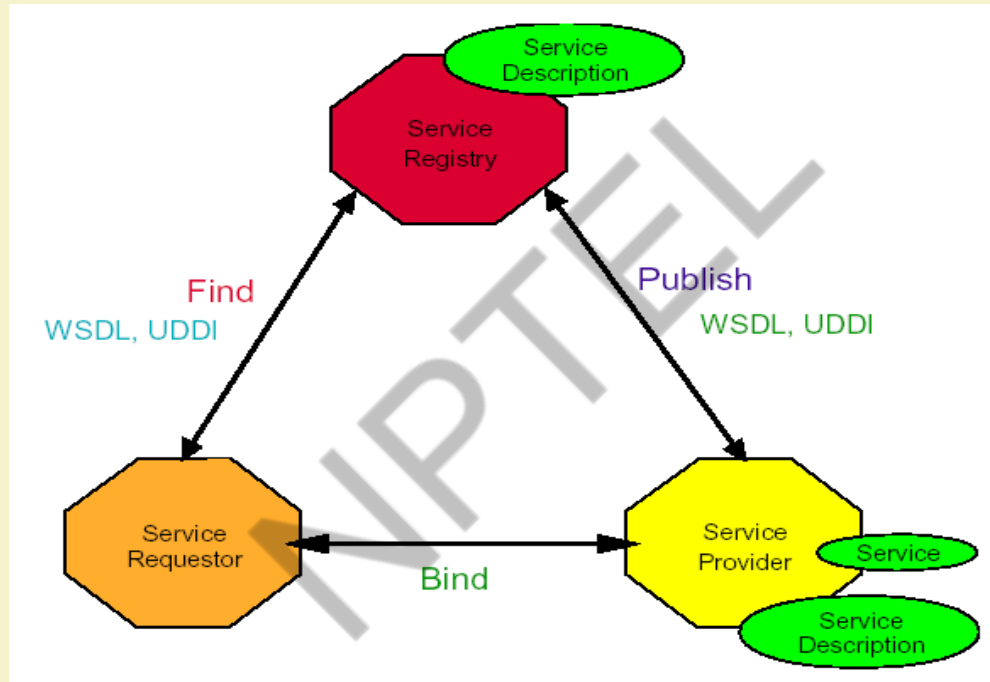 Service
Description
Service
Registry
Find
WSDL, UDDI
Publish
WSDL, UDDI
NPTEL
Service
Requestor
Bind
Service
Provider
Service
Service
Description